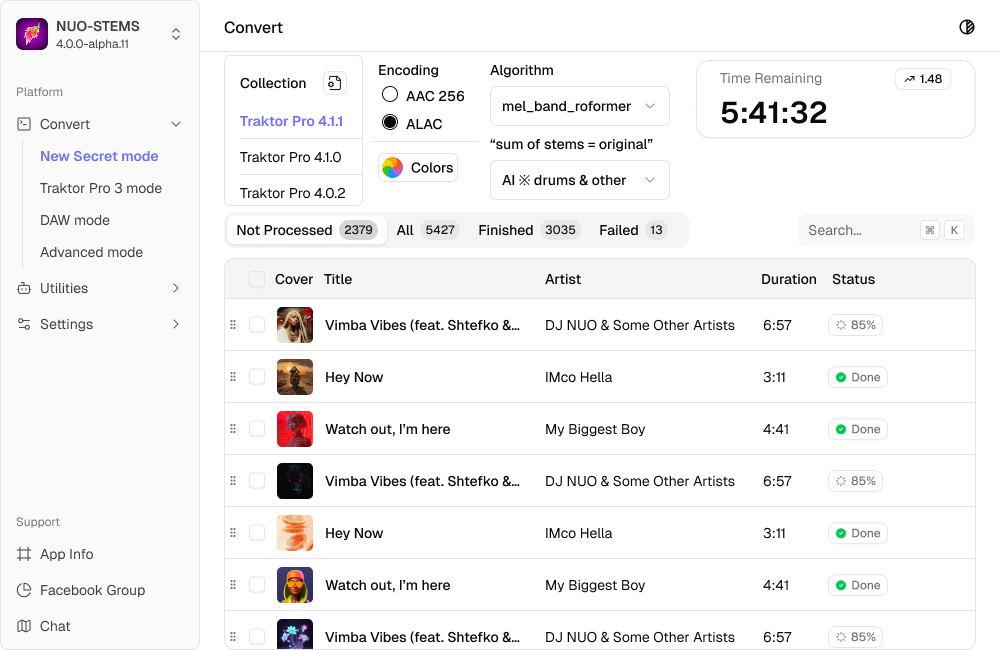 NUO-STEMS
4.0.0-alpha.11
Platform
Convert
New Secret mode
Traktor Pro 3 mode
DAW mode
Advanced mode
Utilities
Settings
Support
App Info
Facebook Group
Chat
Convert
Collection
Traktor Pro 4.1.1
Traktor Pro 4.1.0
Traktor Pro 4.0.2
Encoding
AAC 256
ALAC
Colors
Algorithm
mel_band_roformer
“sum of stems = original”
AI ※ drums & other
Time Remaining
1.48
5:41:32
Not Processed 2379 All 5427 Finished 3035 Failed 13
Search... ⌘ K
Cover Title Artist Duration Status
Vimba Vibes (feat. Shtefko &... DJ NUO & Some Other Artists 6:57 85%
Hey Now IMco Hella 3:11 Done
Watch out, I’m here My Biggest Boy 4:41 Done
Vimba Vibes (feat. Shtefko &... DJ NUO & Some Other Artists 6:57 85%
Hey Now IMco Hella 3:11 Done
Watch out, I’m here My Biggest Boy 4:41 Done
Vimba Vibes (feat. Shtefko &... DJ NUO & Some Other Artists 6:57 85%